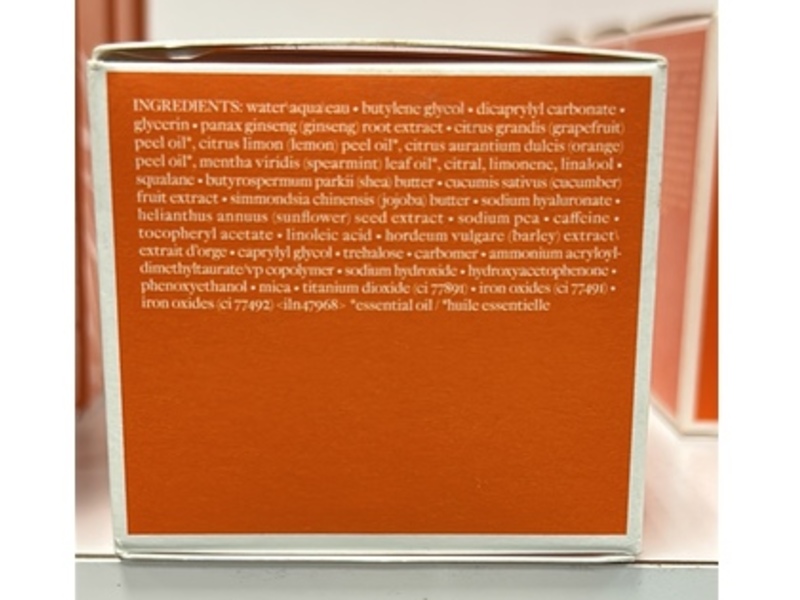 INGREDIENTS: water\aqua\eau • butylene glycol • dicaprylyl carbonate •
glycerin • panax ginseng (ginseng) root extract • citrus grandis (grapefruit)
peel oil*, citrus limon (lemon) peel oil*, citrus aurantium dulcis (orange)
peel oil*, mentha viridis (spearmint) leaf oil*, citral, limonene, linalool •
squalane • butyrospermum parkii (shea) butter • cucumis sativus (cucumber)
fruit extract • simmondsia chinensis (jojoba) butter • sodium hyaluronate •
helianthus annuus (sunflower) seed extract • sodium pca • caffeine •
tocopheryl acetate • linoleic acid • hordeum vulgare (barley) extract\
extrait d'orge • caprylyl glycol • trehalose • carbomer • ammonium acryloyl-
dimethyltaurate/vp copolymer • sodium hydroxide • hydroxyacetophenone •
phenoxyethanol • mica • titanium dioxide (ci 77891) • iron oxides (ci 77491) •
iron oxides (ci 77492) <iln47968> *essential oil / *huile essentielle